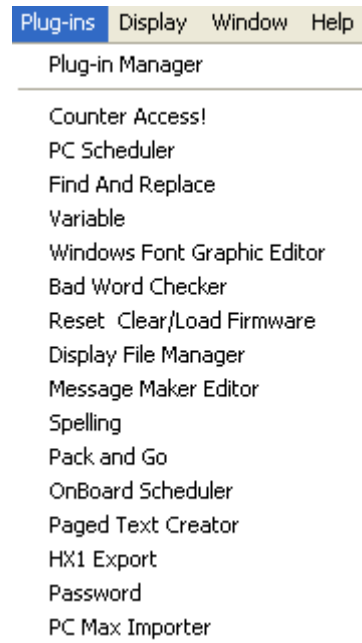 Plug-ins Display Window Help
Plug-in Manager
Counter Access!
PC Scheduler
Find And Replace
Variable
Windows Font Graphic Editor
Bad Word Checker
Reset  Clear/Load Firmware
Display File Manager
Message Maker Editor
Spelling
Pack and Go
OnBoard Scheduler
Paged Text Creator
HX1 Export
Password
PC Max Importer